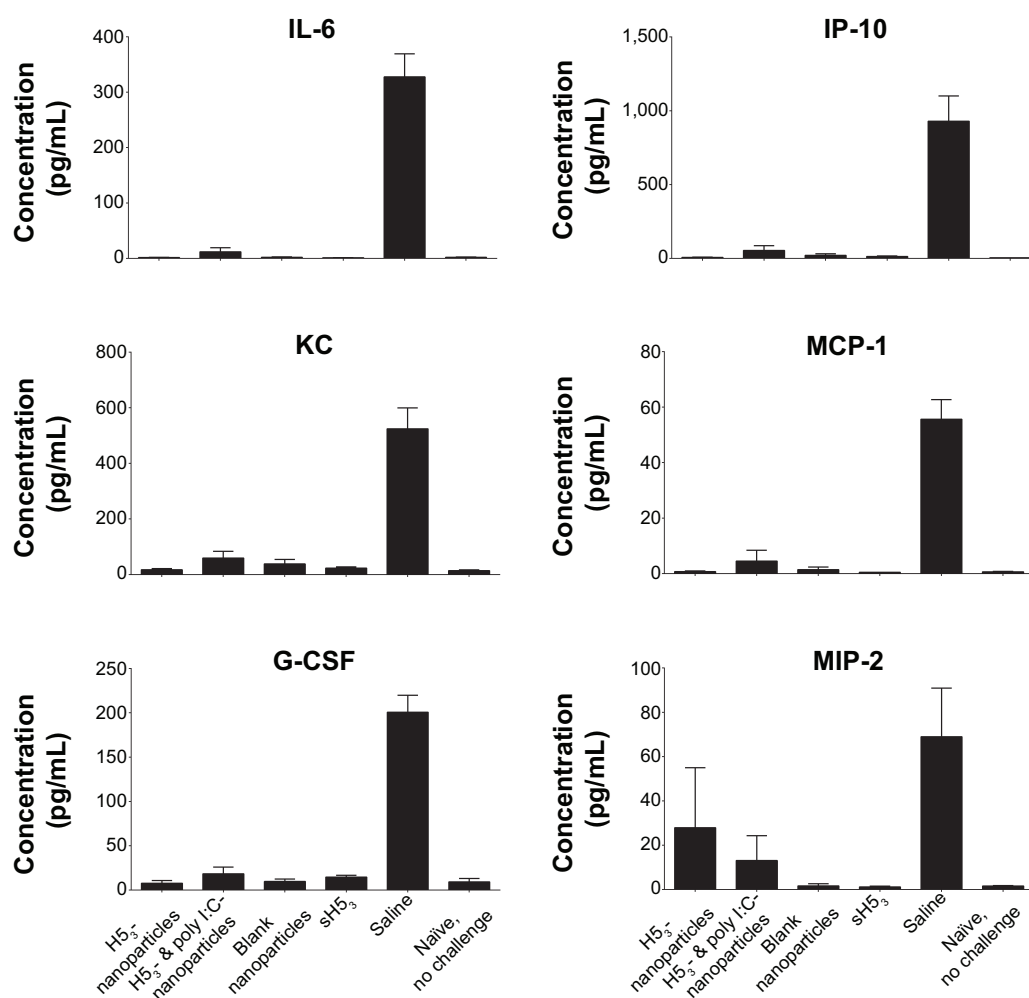 IL-6
Concentration
(pg/mL)
400
300
200
100
0
IP-10
Concentration
(pg/mL)
1,500
1,000
500
0
KC
Concentration
(pg/mL)
800
600
400
200
0
MCP-1
Concentration
(pg/mL)
80
60
40
20
0
G-CSF
Concentration
(pg/mL)
250
200
150
100
50
0
H5₃-
nanoparticles
H5₃- & poly I:C-
nanoparticles
Blank
nanoparticles
sH5₃
Saline
Naïve,
no challenge
MIP-2
Concentration
(pg/mL)
100
80
60
40
20
0
H5₃-
nanoparticles
H5₃- & poly I:C-
nanoparticles
Blank
nanoparticles
sH5₃
Saline
Naïve,
no challenge